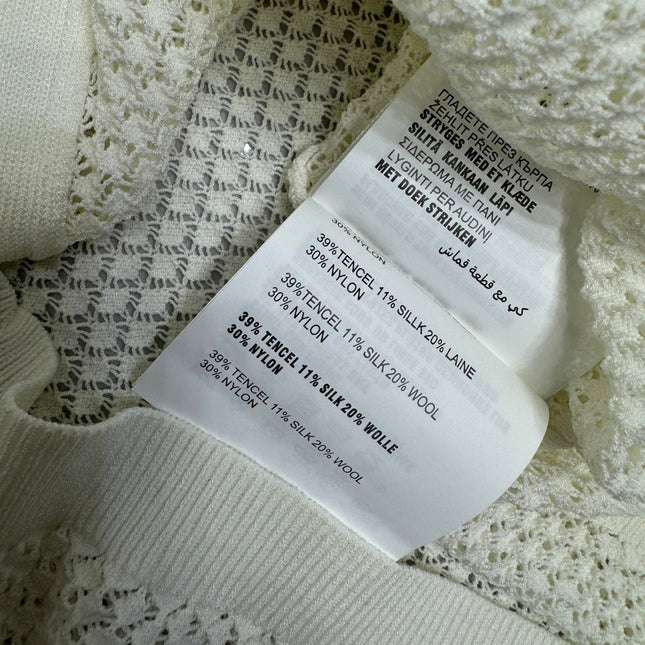 ГЛАДЕТЕ ПРЕЗ КЪРПА
ŽEHLIT PŘES LÁTKU
STRYGES MED ET KLÆDE
SILITÄ KANKAAN LÄPI
ΣΙΔΕΡΩΜΑ ΜΕ ΠΑΝΙ
LYGINTI PER AUDINĮ
MET DOEK STRIJKEN
كي مع قطعة قماش
30% NYLON
39%TENCEL 11% SILLK 20% LAINE
30% NYLON
39%TENCEL 11% SILK 20% WOOL
30% NYLON
39% TENCEL 11% SILK 20% WOLLE
30% NYLON
39% TENCEL 11% SILK 20% WOOL
30% NYLON